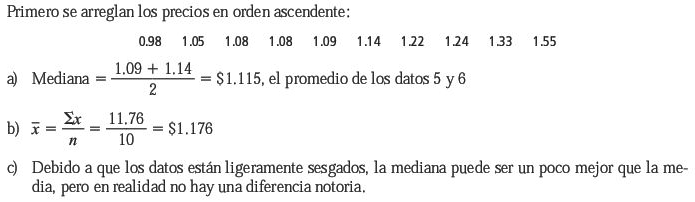 Primero se arreglan los precios en orden ascendente:
0.98 1.05 1.08 1.08 1.09 1.14 1.22 1.24 1.33 1.55
a) Mediana = (1.09 + 1.14)/2 = $1.115, el promedio de los datos 5 y 6
b) x̄ = Σx/n = 11.76/10 = $1.176
c) Debido a que los datos están ligeramente sesgados, la mediana puede ser un poco mejor que la me-
dia, pero en realidad no hay una diferencia notoria.